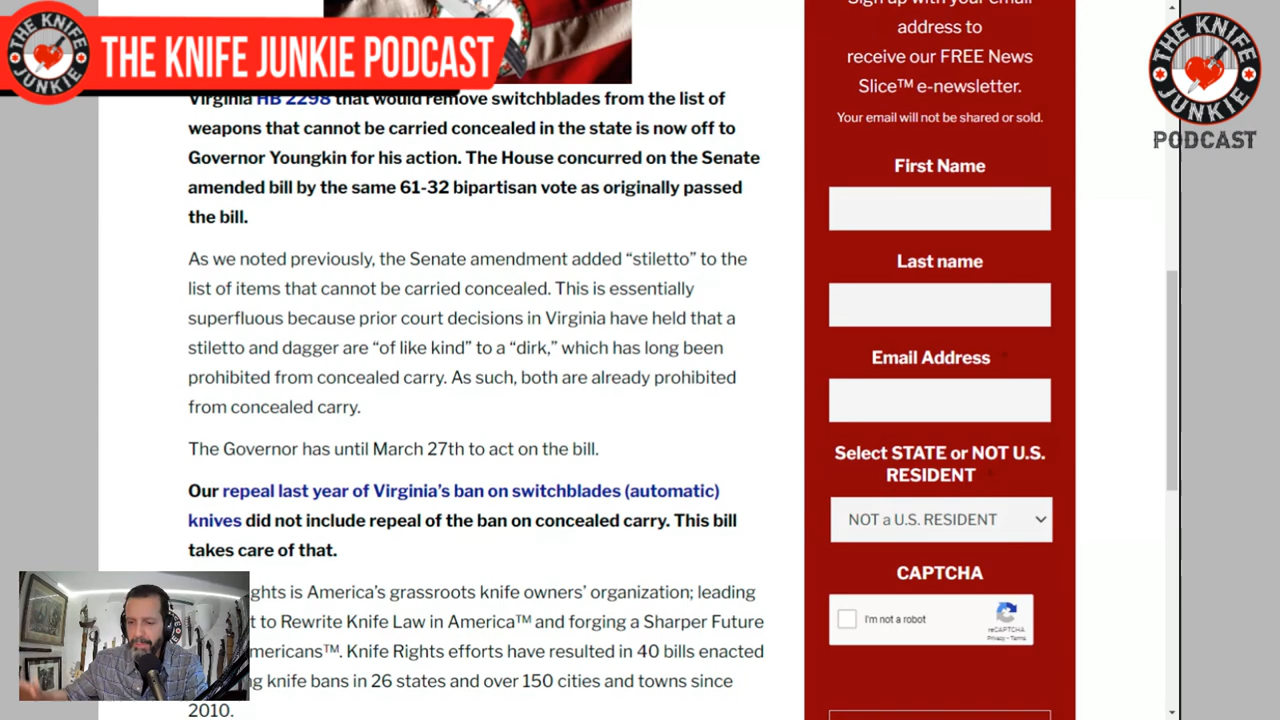 THE KNIFE JUNKIE
THE KNIFE JUNKIE PODCAST
THE KNIFE JUNKIE
PODCAST
Virginia HB 2298 that would remove switchblades from the list of
weapons that cannot be carried concealed in the state is now off to
Governor Youngkin for his action. The House concurred on the Senate
amended bill by the same 61-32 bipartisan vote as originally passed
the bill.
As we noted previously, the Senate amendment added “stiletto” to the
list of items that cannot be carried concealed. This is essentially
superfluous because prior court decisions in Virginia have held that a
stiletto and dagger are “of like kind” to a “dirk,” which has long been
prohibited from concealed carry. As such, both are already prohibited
from concealed carry.
The Governor has until March 27th to act on the bill.
Our repeal last year of Virginia’s ban on switchblades (automatic)
knives did not include repeal of the ban on concealed carry. This bill
takes care of that.
ghts is America’s grassroots knife owners’ organization; leading
t to Rewrite Knife Law in America™ and forging a Sharper Future
mericans™. Knife Rights efforts have resulted in 40 bills enacted
g knife bans in 26 states and over 150 cities and towns since
2010.
Sign up with your email
address to
receive our FREE News
Slice™ e-newsletter.
Your email will not be shared or sold.
First Name
Last name
Email Address *
Select STATE or NOT U.S.
RESIDENT *
NOT a U.S. RESIDENT
CAPTCHA
I'm not a robot
reCAPTCHA
Privacy - Terms